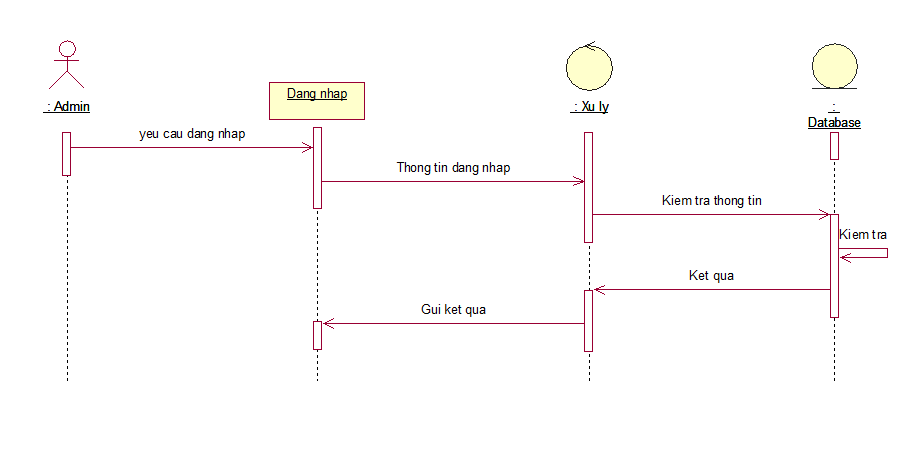 : Admin
Dang nhap
: Xu ly
:
Database
yeu cau dang nhap
Thong tin dang nhap
Kiem tra thong tin
Kiem tra
Ket qua
Gui ket qua